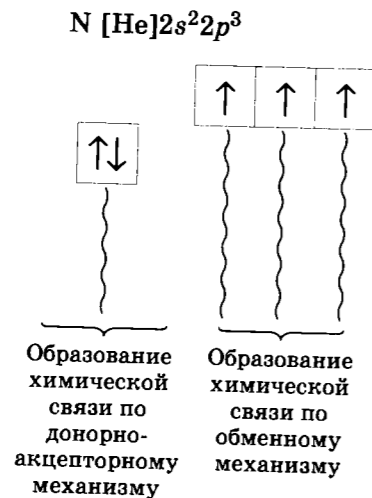 N [He]2s²2p³
↑↓
↑ ↑ ↑
Образование
химической
связи по
донорно-
акцепторному
механизму
Образование
химической
связи по
обменному
механизму